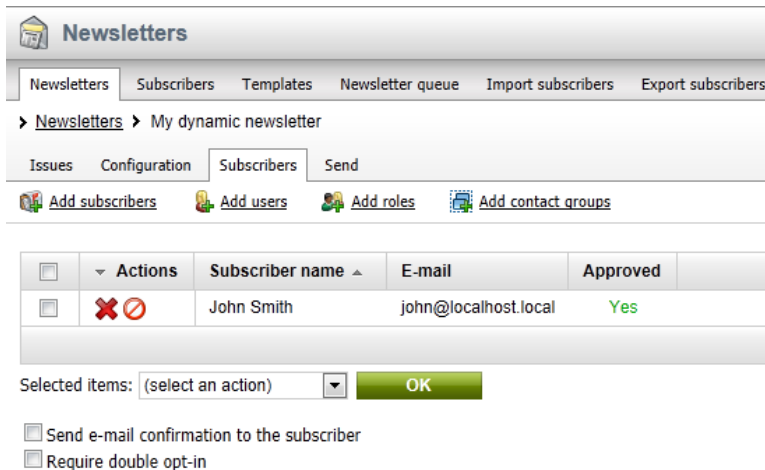 Newsletters
Newsletters Subscribers Templates Newsletter queue Import subscribers Export subscribers
Newsletters My dynamic newsletter
Issues Configuration Subscribers Send
Add subscribers Add users Add roles Add contact groups
Actions Subscriber name E-mail Approved
John Smith john@localhost.local Yes
Selected items: (select an action) OK
Send e-mail confirmation to the subscriber
Require double opt-in